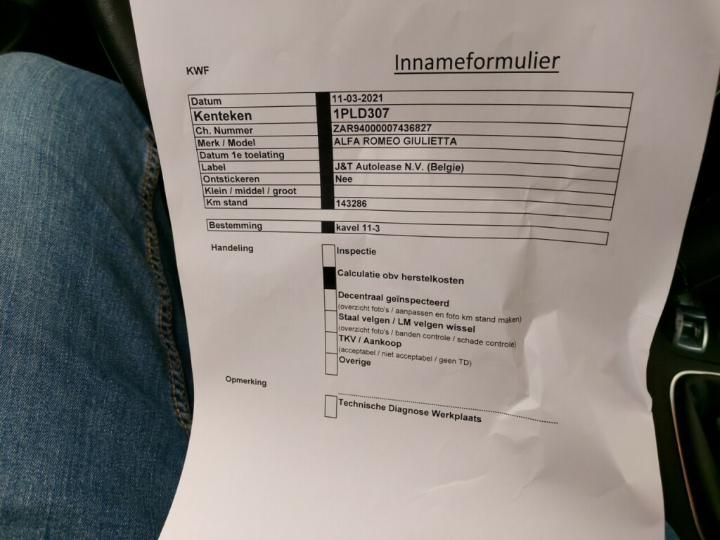 Innameformulier
KWF
Datum 11-03-2021
Kenteken 1PLD307
Ch. Nummer ZAR94000007436827
Merk / Model ALFA ROMEO GIULIETTA
Datum 1e toelating
Label J&T Autolease N.V. (Belgie)
Ontstickeren Nee
Klein / middel / groot
Km stand 143286
Bestemming kavel 11-3
Handeling Inspectie
Calculatie obv herstelkosten
Decentraal geïnspecteerd
(overzicht foto's / aanpassen en foto km stand maken)
Staal velgen / LM velgen wissel
(overzicht foto's / banden controle / schade controle)
TKV / Aankoop
(acceptabel / niet acceptabel / geen TD)
Overige
Opmerking
Technische Diagnose Werkplaats